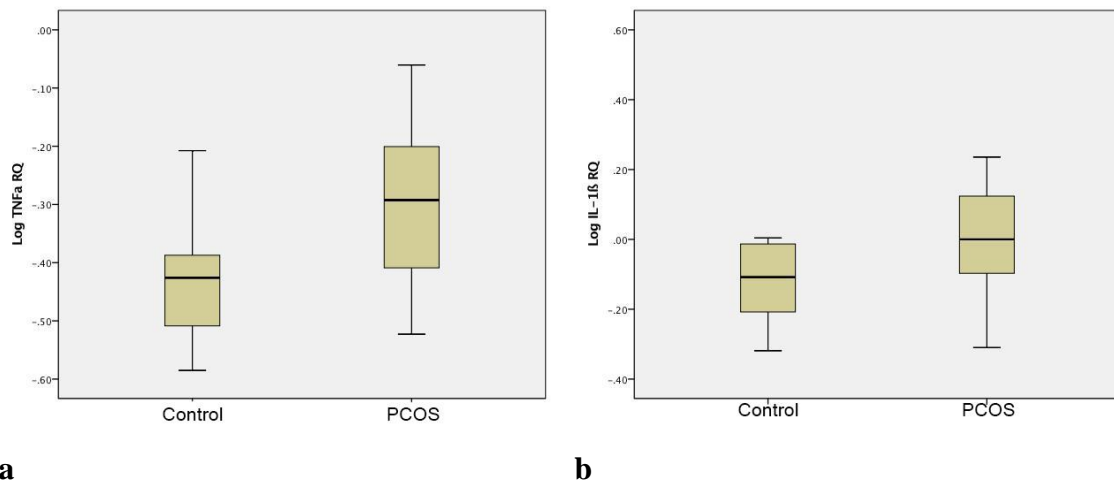 .00
-.10
-.20
-.30
-.40
-.50
-.60
Log TNFa RQ
Control PCOS
a
.60
.40
.20
.00
-.20
-.40
Log IL-1ß RQ
Control PCOS
b